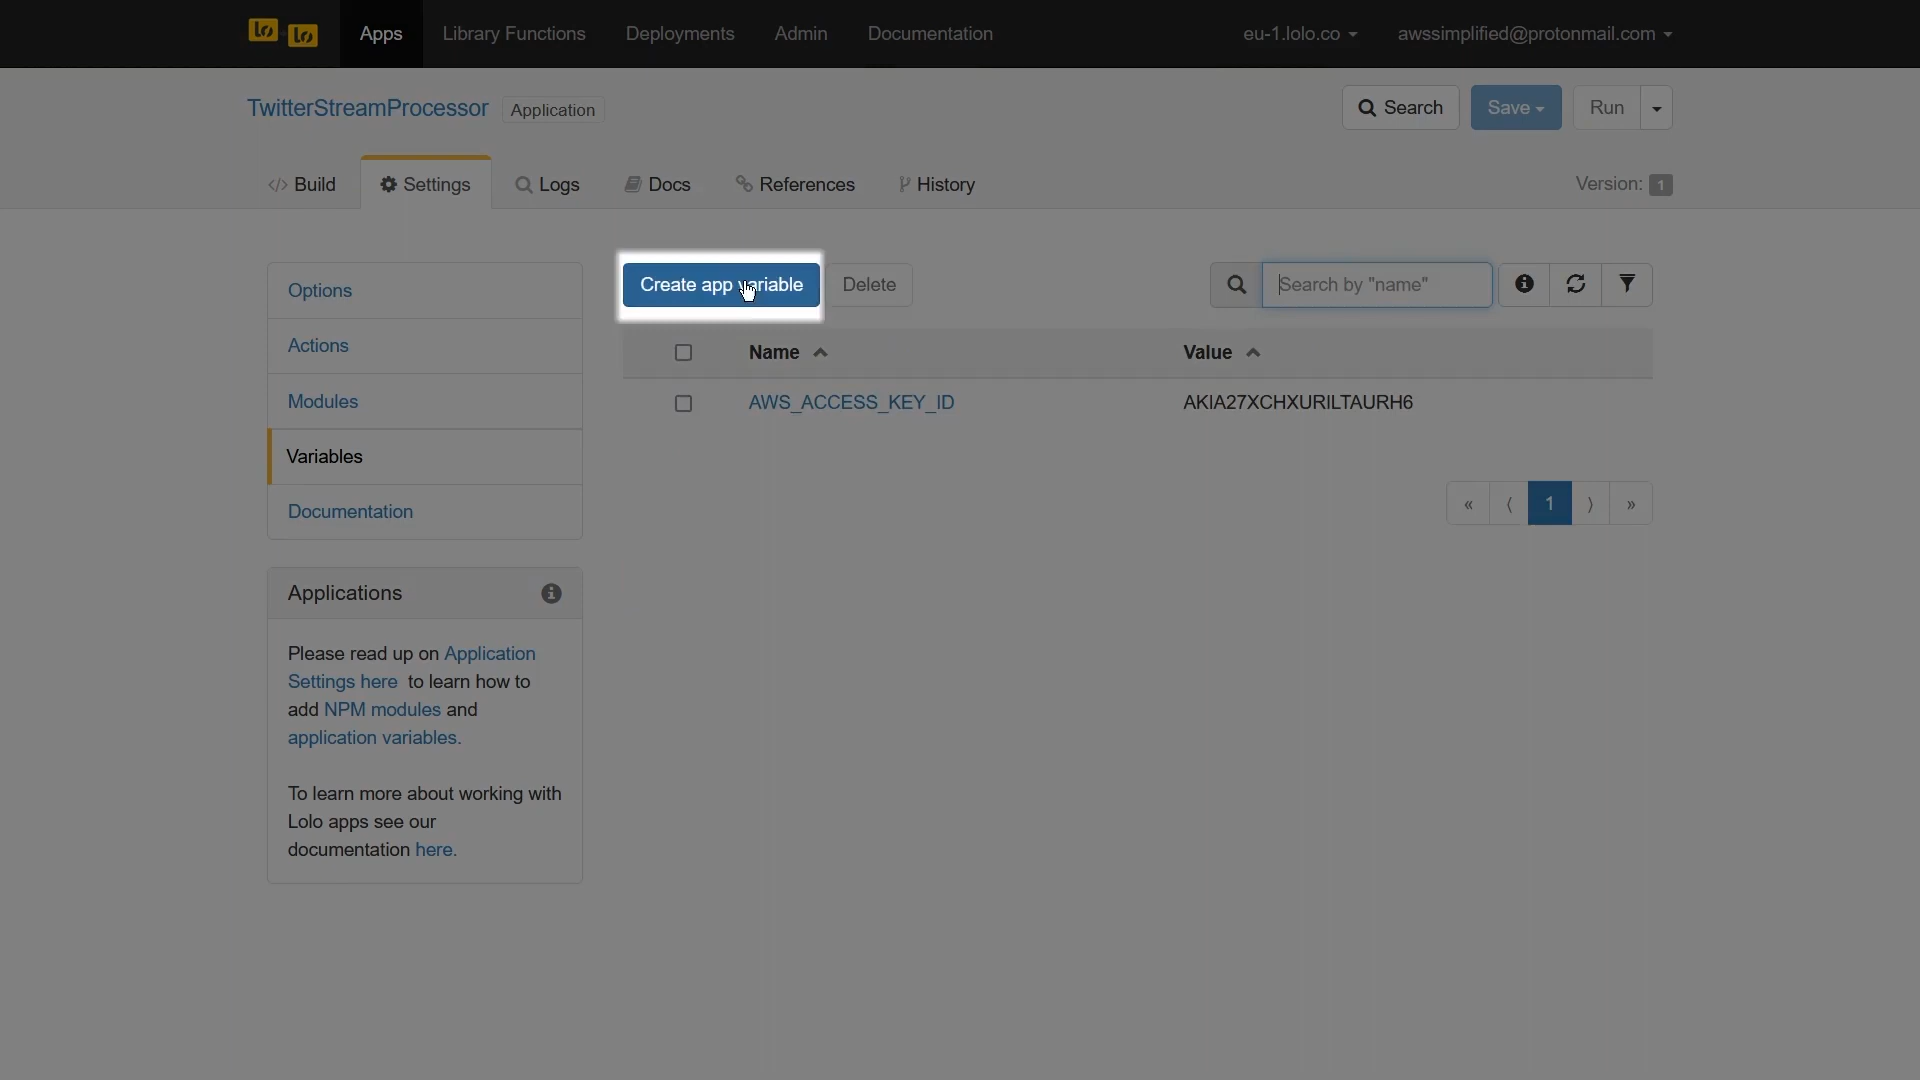 lo lo
Apps
Library Functions
Deployments
Admin
Documentation
eu-1.lolo.co
awssimplified@protonmail.com
TwitterStreamProcessor
Application
Search
Save
Run
</> Build
Settings
Logs
Docs
References
History
Version: 1
Options
Actions
Modules
Variables
Documentation
Create app variable
Delete
Search by "name"
Name
Value
AWS_ACCESS_KEY_ID
AKIA27XCHXURILTAURH6
« ⟨ 1 ⟩ »
Applications
Please read up on Application
Settings here to learn how to
add NPM modules and
application variables.
To learn more about working with
Lolo apps see our
documentation here.